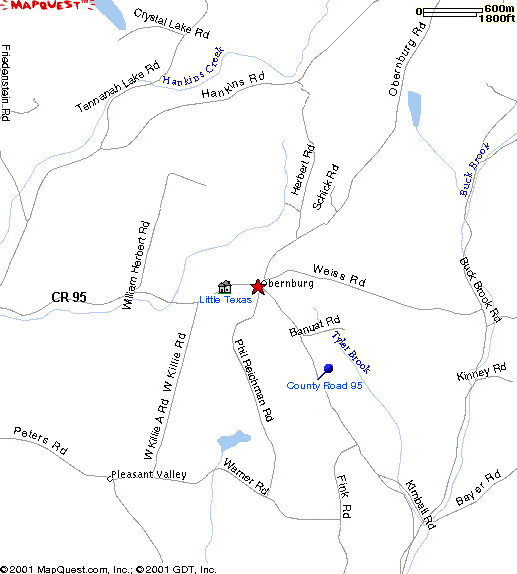 MAPQUEST™
0 600m
1800ft
Crystal Lake Rd
Obernburg Rd
Friedenstein Rd
Tannanah Lake Rd
Hankins Creek
Hankins Rd
Herbert Rd
Schick Rd
Buck Brook
William Herbert Rd
Weiss Rd
Obernburg
CR 95
Little Texas
Buck Brook Rd
Banual Rd
Tyler Brook
Phil Reichman Rd
W Killie Rd
Kinney Rd
County Road 95
W Killie A Rd
Peters Rd
Pleasant Valley
Werner Rd
Fink Rd
Kimball Rd
Bayer Rd
©2001 MapQuest.com, Inc.; ©2001 GDT, Inc.